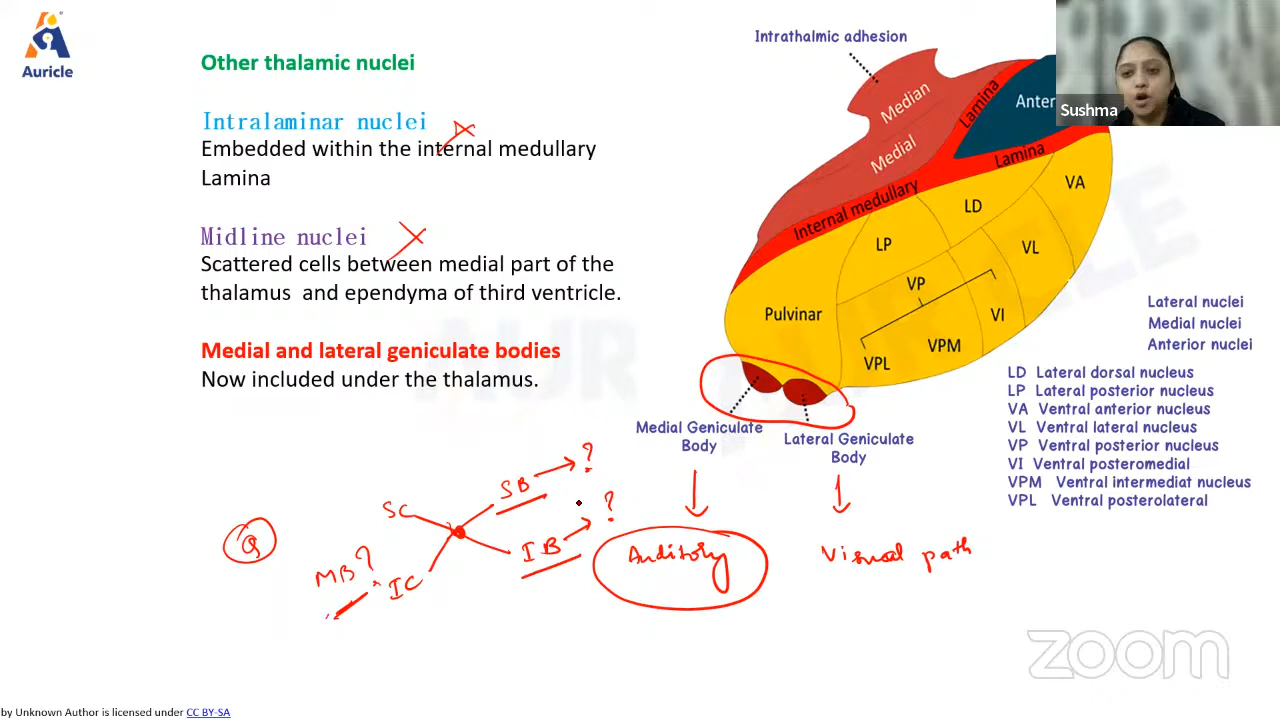 Auricle
Other thalamic nuclei
Intralaminar nuclei
Embedded within the internal medullary
Lamina
Midline nuclei
Scattered cells between medial part of the
thalamus and ependyma of third ventricle.
Medial and lateral geniculate bodies
Now included under the thalamus.
Intrathalmic adhesion
Median
Medial
Lamina
Internal medullary
Lamina
LD
VA
LP
VL
VP
Pulvinar
VI
VPM
VPL
Medial Geniculate
Body
Lateral Geniculate
Body
Lateral nuclei
Medial nuclei
Anterior nuclei
LD Lateral dorsal nucleus
LP Lateral posterior nucleus
VA Ventral anterior nucleus
VL Ventral lateral nucleus
VP Ventral posterior nucleus
VI Ventral posteromedial
VPM Ventral intermediat nucleus
VPL Ventral posterolateral
Sushma
Q
SC
SB → ?
IB → ?
MB?
IC
Auditory
Visual path
zoom
by Unknown Author is licensed under CC BY-SA